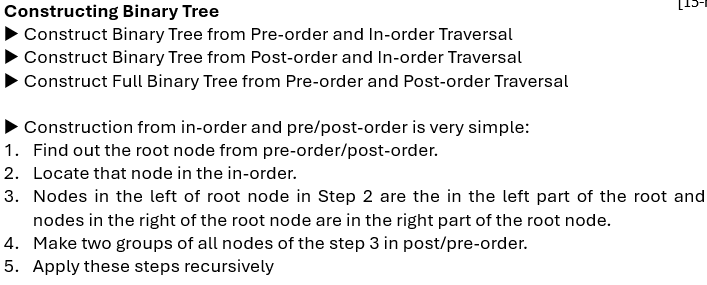 Constructing Binary Tree
▶ Construct Binary Tree from Pre-order and In-order Traversal
▶ Construct Binary Tree from Post-order and In-order Traversal
▶ Construct Full Binary Tree from Pre-order and Post-order Traversal
▶ Construction from in-order and pre/post-order is very simple:
1. Find out the root node from pre-order/post-order.
2. Locate that node in the in-order.
3. Nodes in the left of root node in Step 2 are the in the left part of the root and
nodes in the right of the root node are in the right part of the root node.
4. Make two groups of all nodes of the step 3 in post/pre-order.
5. Apply these steps recursively